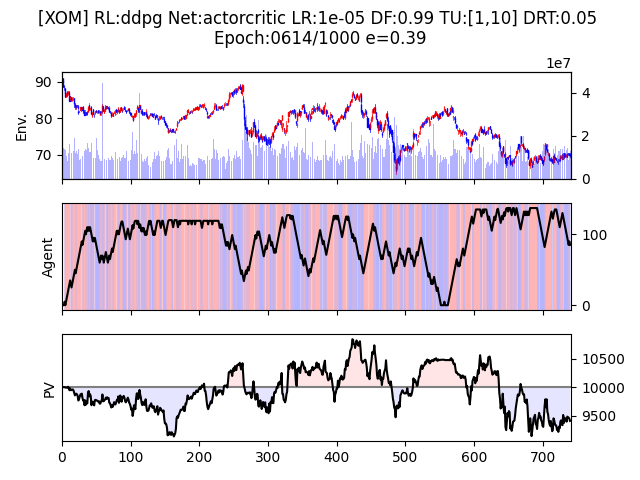 [XOM] RL:ddpg Net:actorcritic LR:1e-05 DF:0.99 TU:[1,10] DRT:0.05
Epoch:0614/1000 e=0.39
1e7
90
80
70
Env.
4
2
0
Agent
100
0
PV
10500
10000
9500
0 100 200 300 400 500 600 700